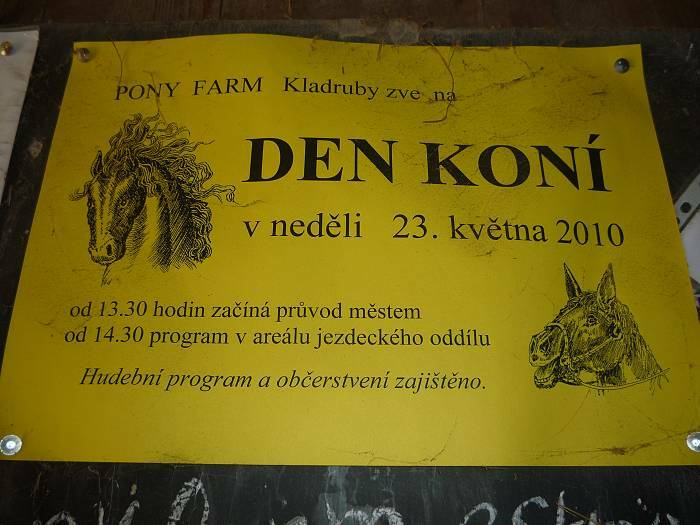 PONY FARM Kladruby zve na
DEN KONÍ
v neděli 23. května 2010
od 13.30 hodin začíná průvod městem
od 14.30 program v areálu jezdeckého oddílu
Hudební program a občerstvení zajištěno.